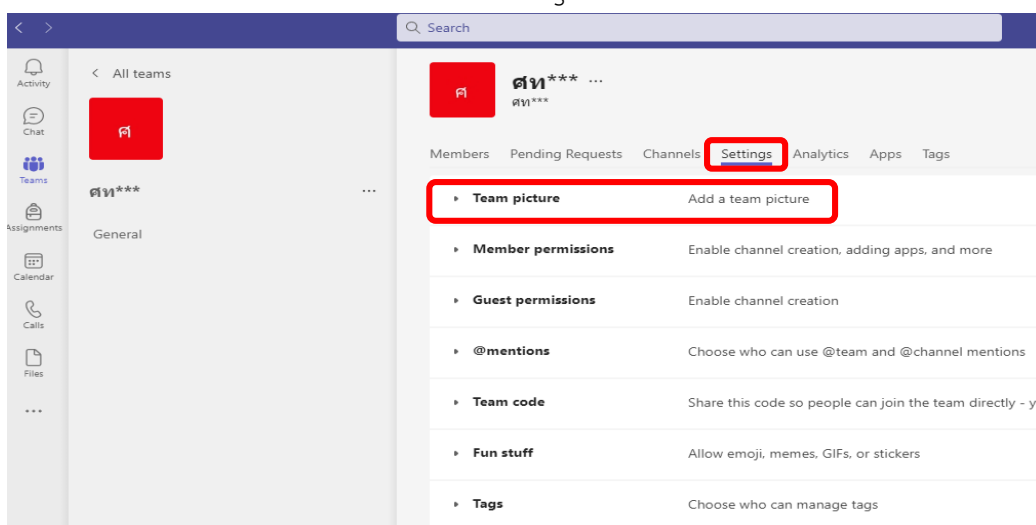 Search
Activity
Chat
Teams
Assignments
Calendar
Calls
Files
All teams
ศ
ศท***
General
ศ
ศท***
ศท***
Members Pending Requests Channels Settings Analytics Apps Tags
Team picture Add a team picture
Member permissions Enable channel creation, adding apps, and more
Guest permissions Enable channel creation
@mentions Choose who can use @team and @channel mentions
Team code Share this code so people can join the team directly - y
Fun stuff Allow emoji, memes, GIFs, or stickers
Tags Choose who can manage tags